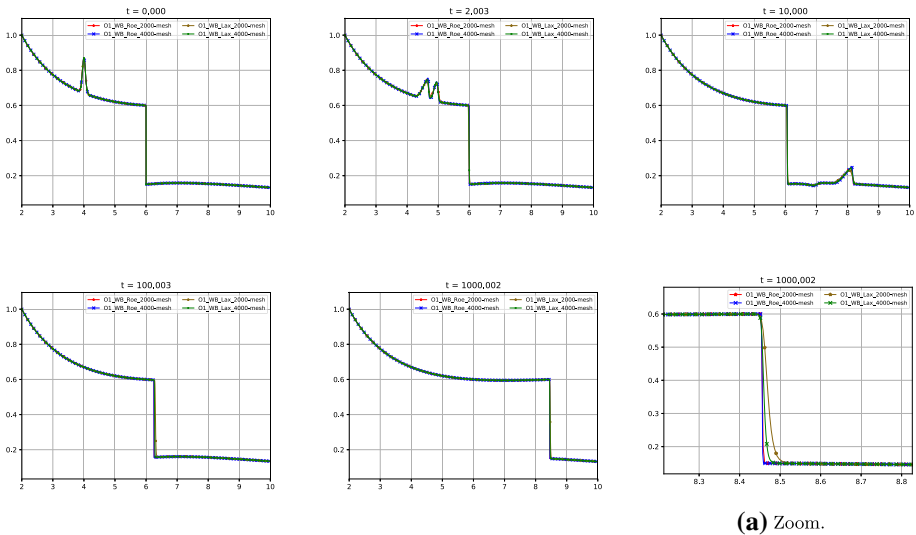 t = 0,000
O1_WB_Roe_2000-mesh O1_WB_Lax_2000-mesh
O1_WB_Roe_4000-mesh O1_WB_Lax_4000-mesh
1.0
0.8
0.6
0.4
0.2
2 3 4 5 6 7 8 9 10
t = 2,003
O1_WB_Roe_2000-mesh O1_WB_Lax_2000-mesh
O1_WB_Roe_4000-mesh O1_WB_Lax_4000-mesh
1.0
0.8
0.6
0.4
0.2
2 3 4 5 6 7 8 9 10
t = 10,000
O1_WB_Roe_2000-mesh O1_WB_Lax_2000-mesh
O1_WB_Roe_4000-mesh O1_WB_Lax_4000-mesh
1.0
0.8
0.6
0.4
0.2
2 3 4 5 6 7 8 9 10
t = 100,003
O1_WB_Roe_2000-mesh O1_WB_Lax_2000-mesh
O1_WB_Roe_4000-mesh O1_WB_Lax_4000-mesh
1.0
0.8
0.6
0.4
0.2
2 3 4 5 6 7 8 9 10
t = 1000,002
O1_WB_Roe_2000-mesh O1_WB_Lax_2000-mesh
O1_WB_Roe_4000-mesh O1_WB_Lax_4000-mesh
1.0
0.8
0.6
0.4
0.2
2 3 4 5 6 7 8 9 10
t = 1000,002
O1_WB_Roe_2000-mesh O1_WB_Lax_2000-mesh
O1_WB_Roe_4000-mesh O1_WB_Lax_4000-mesh
0.6
0.5
0.4
0.3
0.2
8.3 8.4 8.5 8.6 8.7 8.8
(a) Zoom.